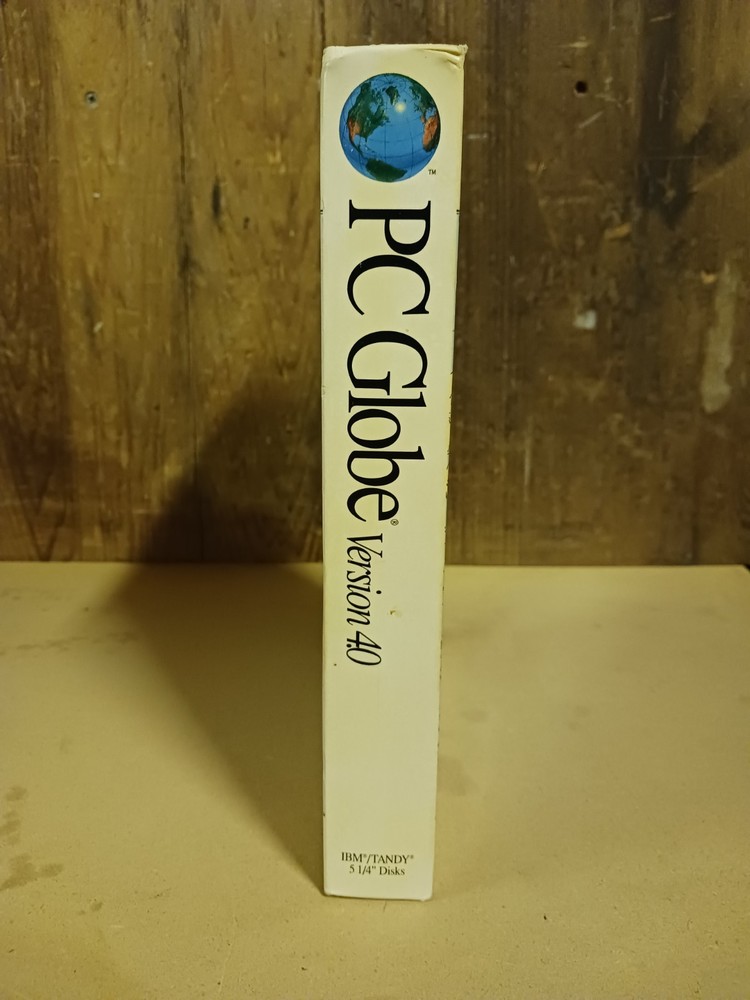 TM
PC Globe® Version 4.0
IBM®/TANDY®
5 1/4" Disks